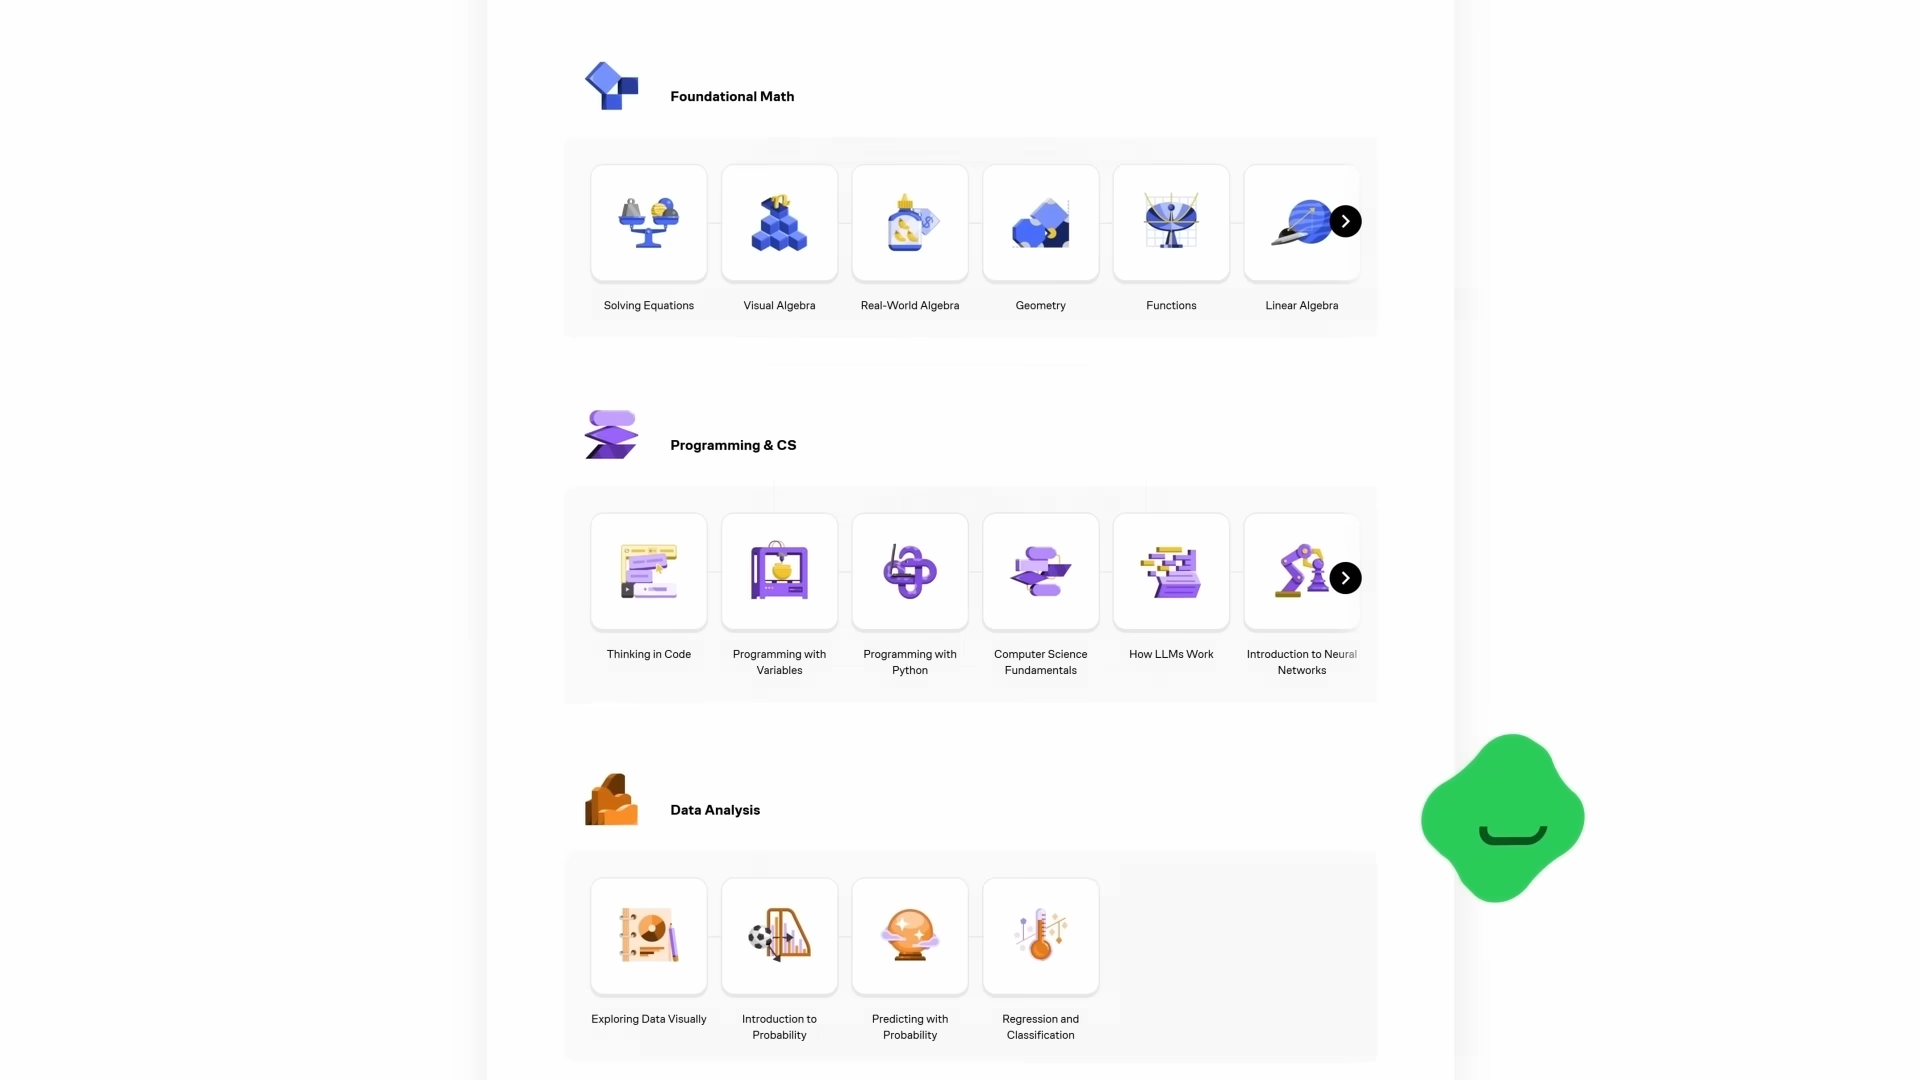 Foundational Math
Solving Equations
Visual Algebra
Real-World Algebra
Geometry
Functions
Linear Algebra
Programming & CS
Thinking in Code
Programming with
Variables
Programming with
Python
Computer Science
Fundamentals
How LLMs Work
Introduction to Neural
Networks
Data Analysis
Exploring Data Visually
Introduction to
Probability
Predicting with
Probability
Regression and
Classification